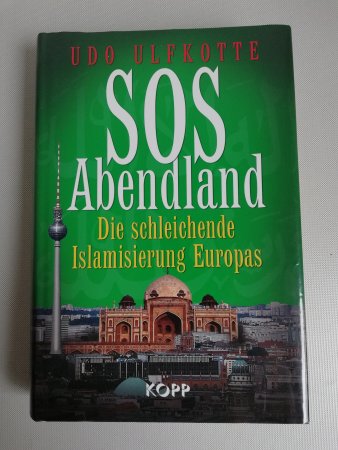 UDO ULFKOTTE
SOS
Abendland
Die schleichende
Islamisierung Europas
KOPP